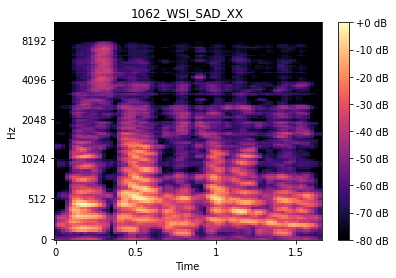 1062_WSI_SAD_XX
Hz
8192
4096
2048
1024
512
0
0
0.5
1
1.5
Time
+0 dB
-10 dB
-20 dB
-30 dB
-40 dB
-50 dB
-60 dB
-70 dB
-80 dB